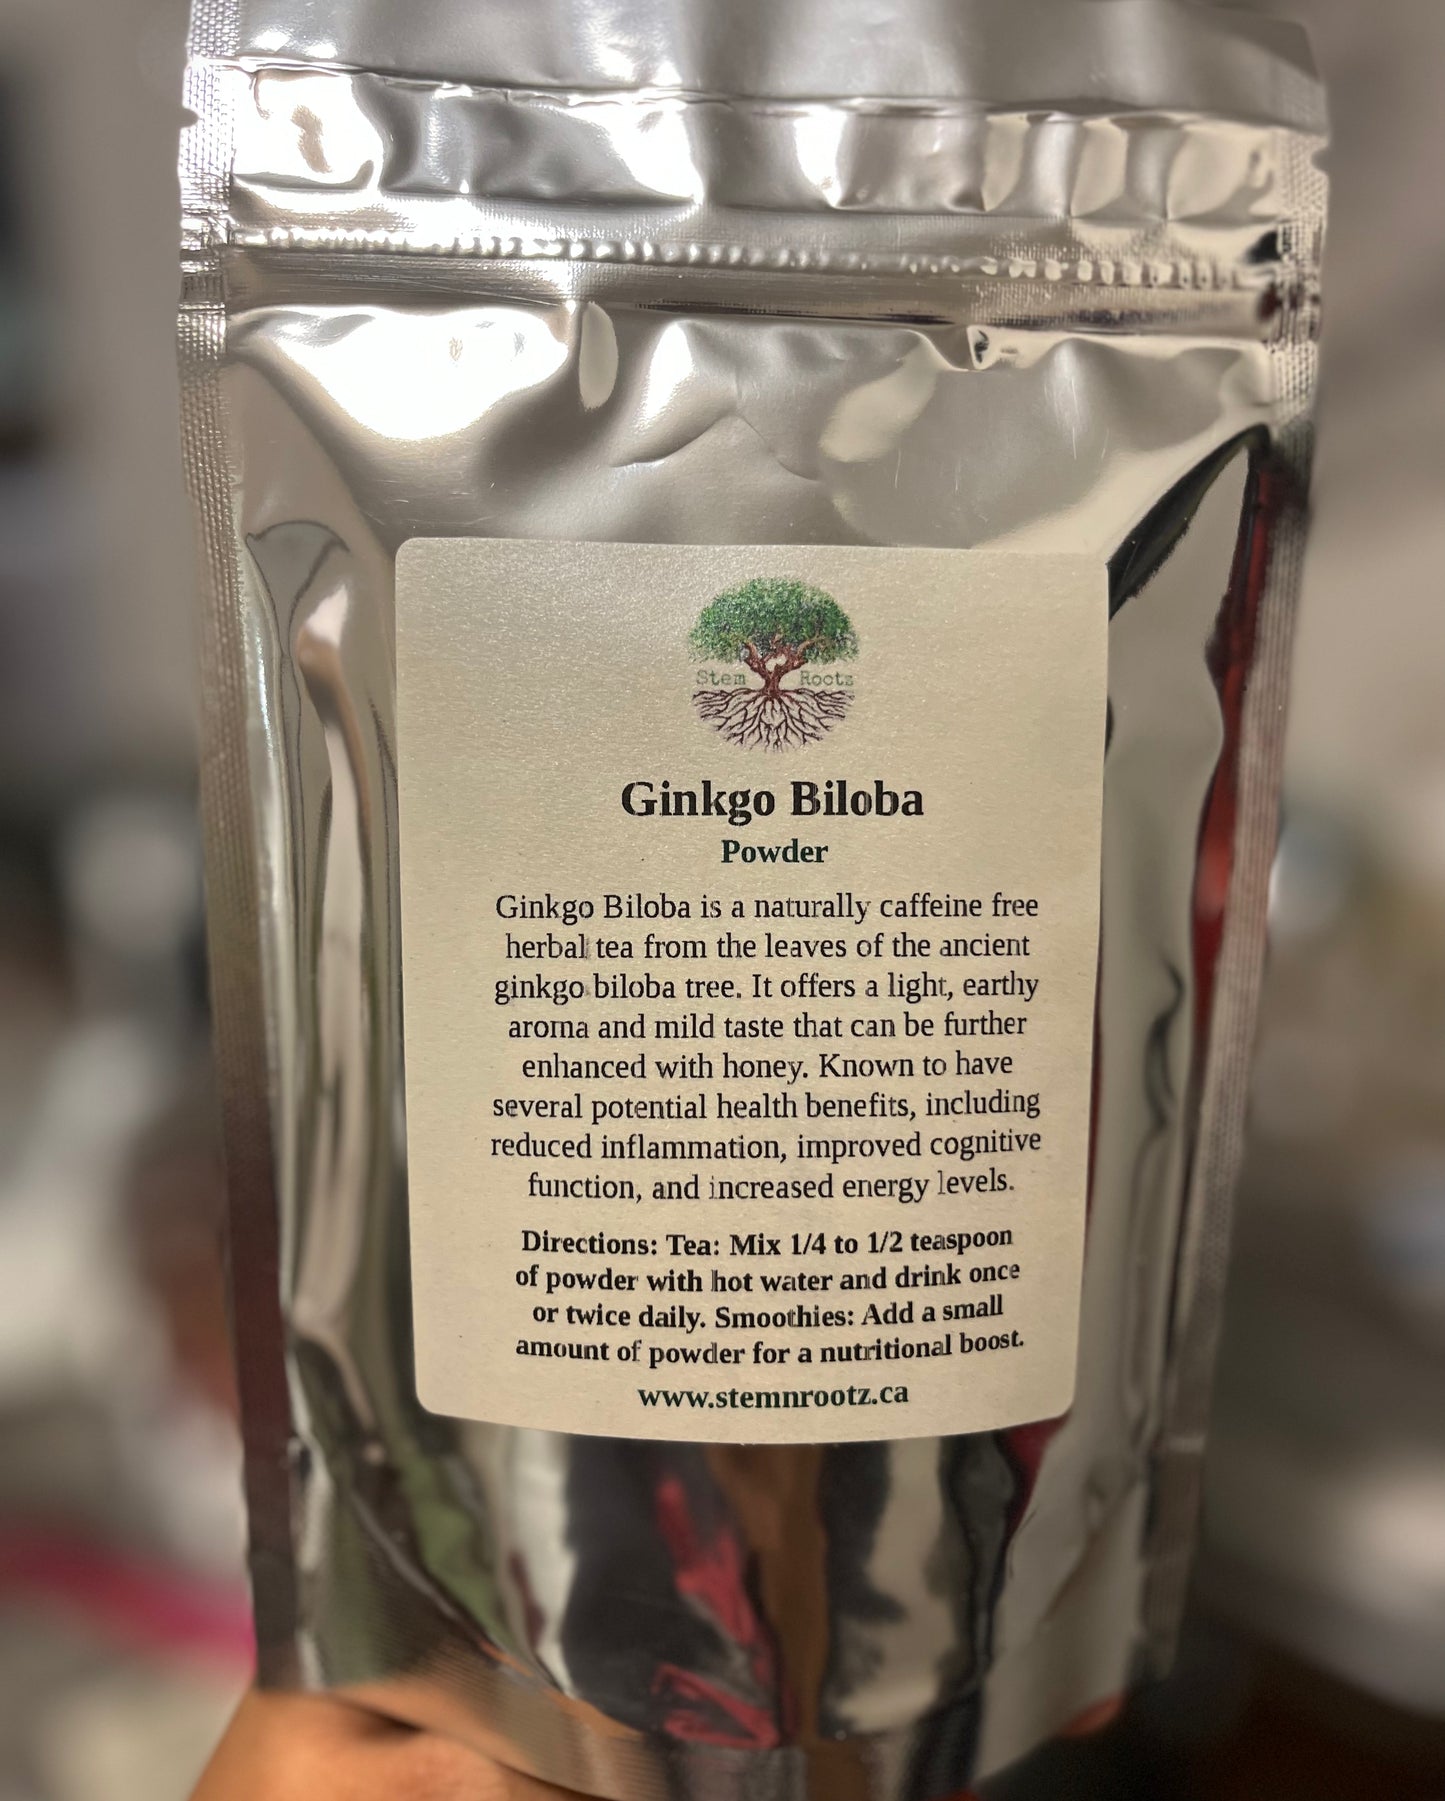 Stem Rootz
Ginkgo Biloba
Powder
Ginkgo Biloba is a naturally caffeine free
herbal tea from the leaves of the ancient
ginkgo biloba tree. It offers a light, earthy
aroma and mild taste that can be further
enhanced with honey. Known to have
several potential health benefits, including
reduced inflammation, improved cognitive
function, and increased energy levels.
Directions: Tea: Mix 1/4 to 1/2 teaspoon
of powder with hot water and drink once
or twice daily. Smoothies: Add a small
amount of powder for a nutritional boost.
www.stemnrootz.ca